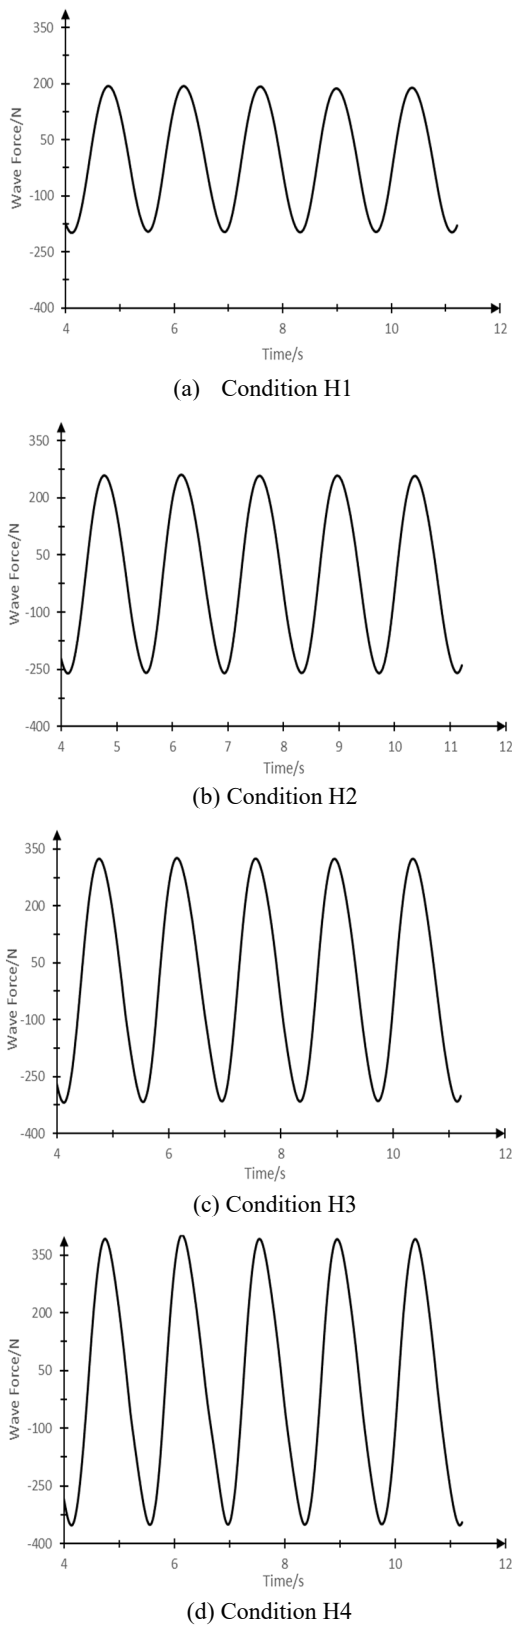 350
200
50
-100
-250
-400
Wave Force/N
4 6 8 10 12
Time/s
(a) Condition H1
350
200
50
-100
-250
-400
Wave Force/N
4 5 6 7 8 9 10 11 12
Time/s
(b) Condition H2
350
200
50
-100
-250
-400
Wave Force/N
4 6 8 10 12
Time/s
(c) Condition H3
350
200
50
-100
-250
-400
Wave Force/N
4 6 8 10 12
Time/s
(d) Condition H4